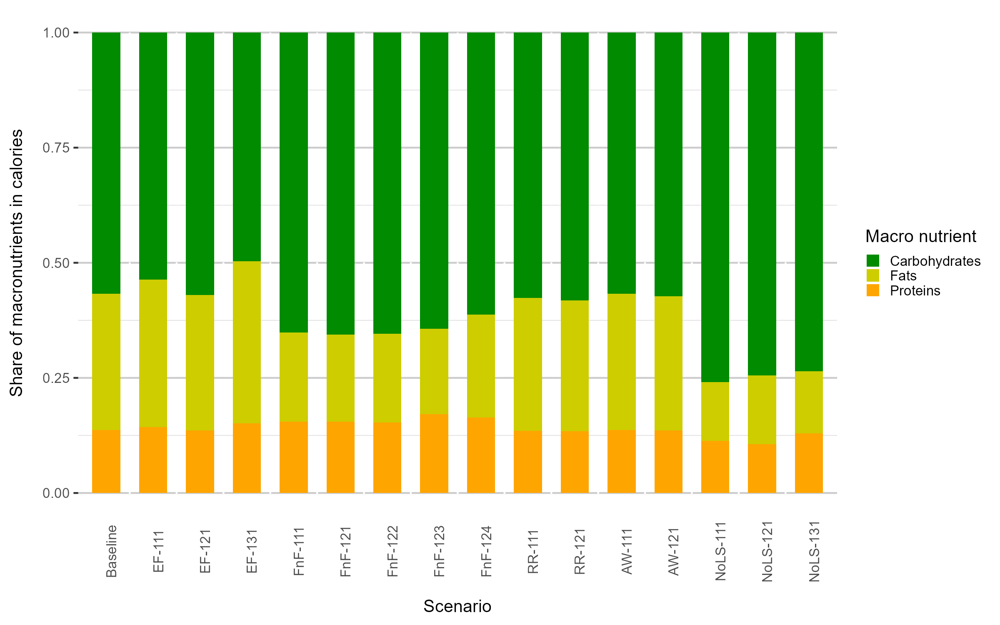 Share of macronutrients in calories
1.00
0.75
0.50
0.25
0.00
Baseline
EF-111
EF-121
EF-131
FnF-111
FnF-121
FnF-122
FnF-123
FnF-124
RR-111
RR-121
AW-111
AW-121
NoLS-111
NoLS-121
NoLS-131
Scenario
Macro nutrient
Carbohydrates
Fats
Proteins